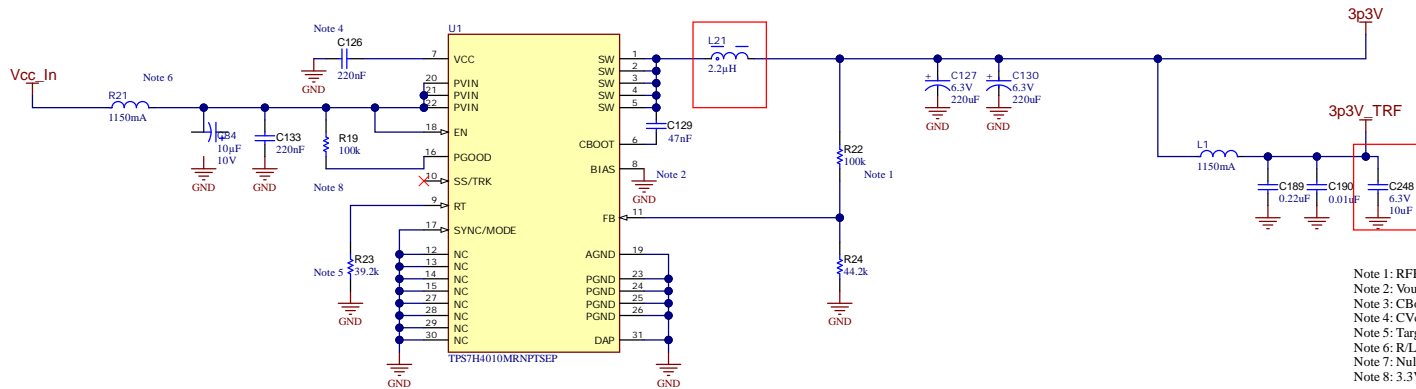 3p3V
Note 4
C126
220nF
GND
U1
7
VCC
20
PVIN
21
PVIN
22
PVIN
18
EN
16
PGOOD
10
SS/TRK
9
RT
17
SYNC/MODE
12
NC
13
NC
14
NC
15
NC
27
NC
28
NC
29
NC
30
NC
SW
1
SW
2
SW
3
SW
4
SW
5
CBOOT
6
BIAS
8
FB
11
AGND
19
PGND
23
PGND
24
PGND
25
PGND
26
DAP
31
TPS7H4010MRNPTSEP
Vcc_In
Note 6
R21
1150mA
10µF
10V
GND
C133
220nF
GND
R19
100k
Note 8
Note 5
R23
39.2k
GND
GND
L21
2.2µH
C129
47nF
Note 2
GND
R22
100k
Note 1
R24
44.2k
GND
GND
C127
6.3V
220uF
GND
C130
6.3V
220uF
GND
3p3V_TRF
L1
1150mA
C189
0.22uF
C190
0.01uF
C248
6.3V
10uF
Note 1:
Note 2:
Note 3:
Note 4:
Note 5:
Note 6: R/L
Note 7:
Note 8: 3.3V